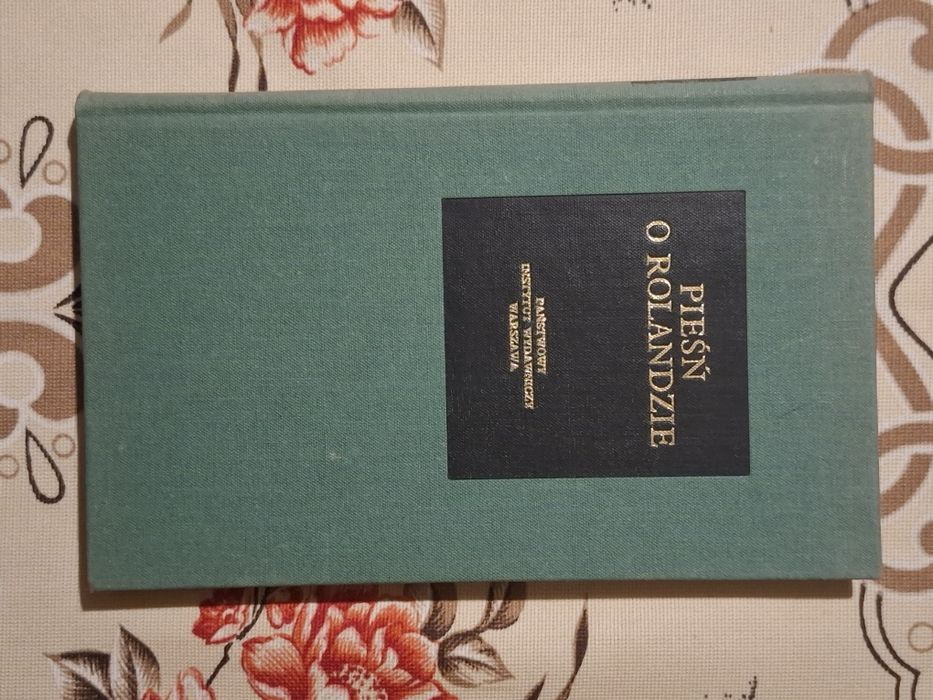 PIEŚŃ
O ROLANDZIE
PAŃSTWOWY
INSTYTUT WYDAWNICZY
WARSZAWA